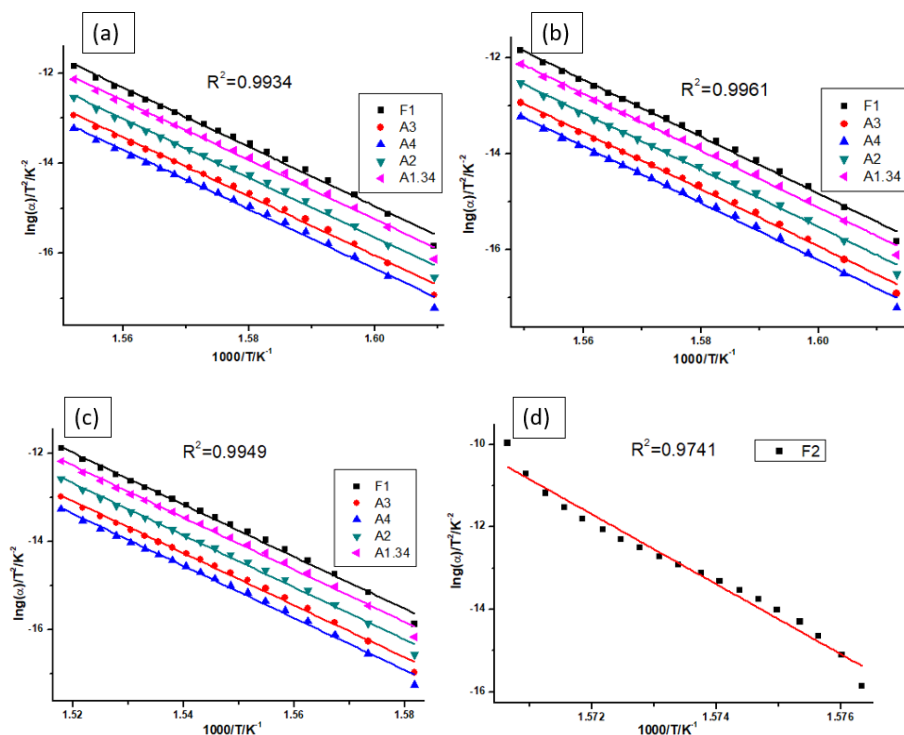 (a)
R²=0.9934
F1
A3
A4
A2
A1.34
lng(α)/T²/K⁻²
-12
-14
-16
1.56
1.58
1.60
1000/T/K⁻¹
(b)
R²=0.9961
F1
A3
A4
A2
A1.34
lng(α)/T²/K⁻²
-12
-14
-16
1.56
1.58
1.60
1000/T/K⁻¹
(c)
R²=0.9949
F1
A3
A4
A2
A1.34
lng(α)/T²/K⁻²
-12
-14
-16
1.52
1.54
1.56
1.58
1000/T/K⁻¹
(d)
R²=0.9741
F2
lng(α)/T²/K⁻²
-10
-12
-14
-16
1.572
1.574
1.576
1000/T/K⁻¹